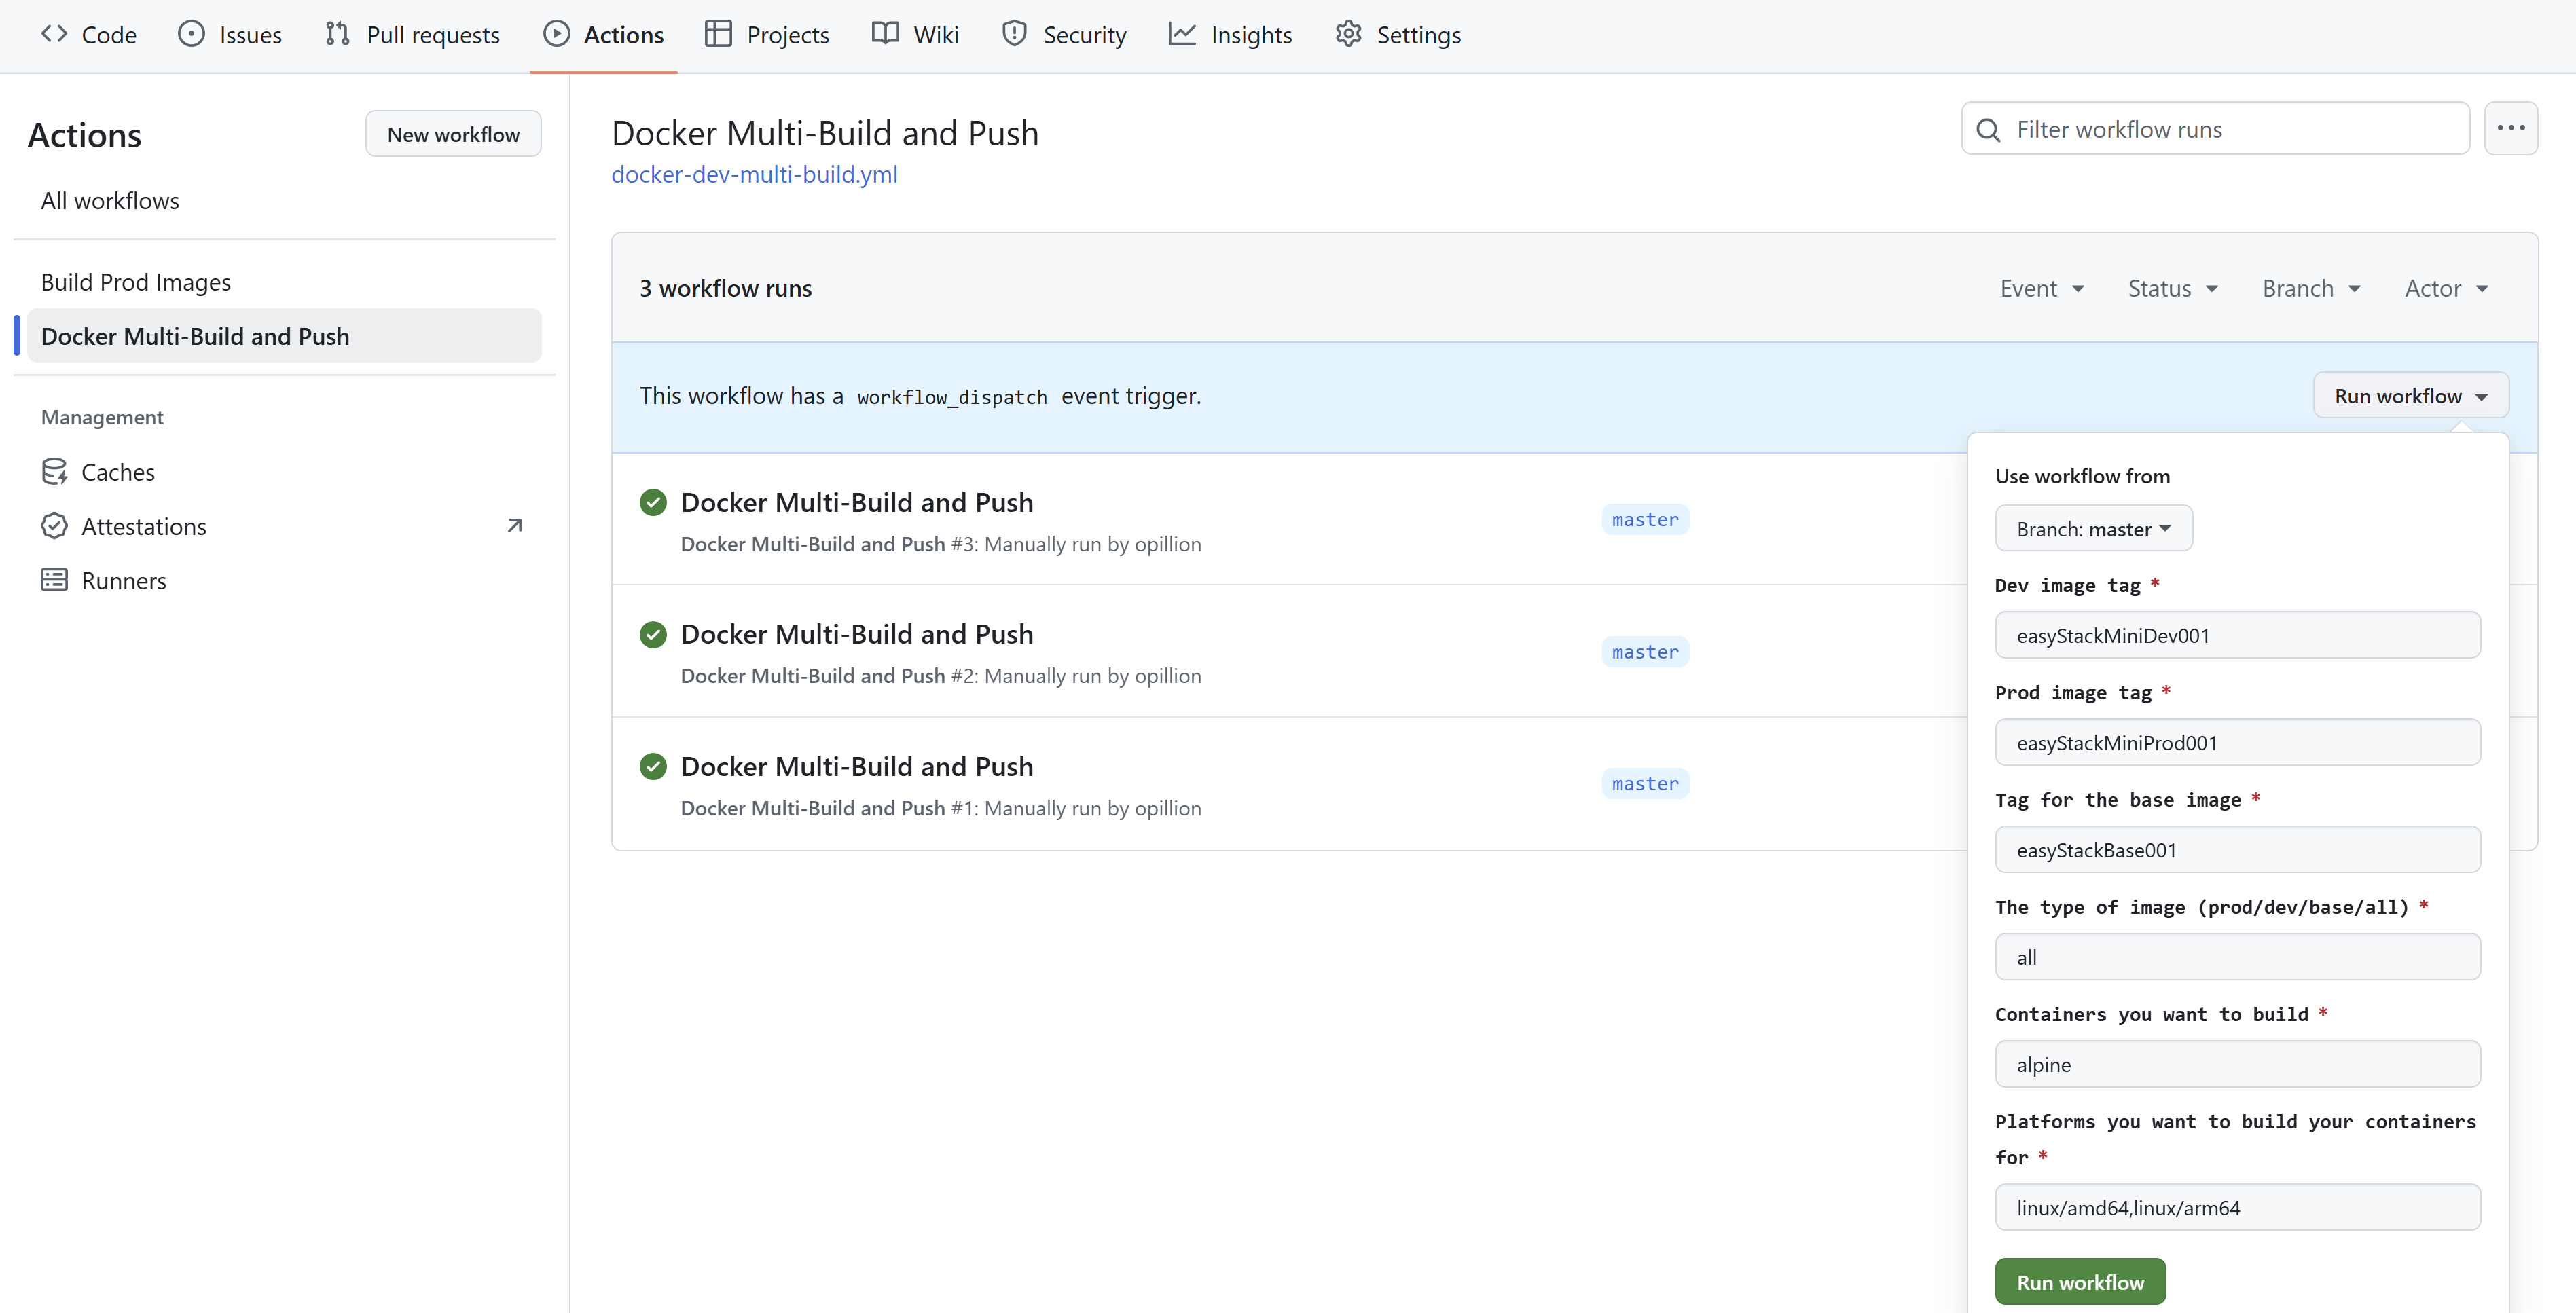 Code
Issues
Pull requests
Actions
Projects
Wiki
Security
Insights
Settings
Actions
New workflow
All workflows
Build Prod Images
Docker Multi-Build and Push
Management
Caches
Attestations
Runners
Docker Multi-Build and Push
docker-dev-multi-build.yml
Filter workflow runs
3 workflow runs
Event
Status
Branch
Actor
This workflow has a workflow_dispatch event trigger.
Run workflow
Docker Multi-Build and Push
Docker Multi-Build and Push #3: Manually run by opillion
master
Docker Multi-Build and Push
Docker Multi-Build and Push #2: Manually run by opillion
master
Docker Multi-Build and Push
Docker Multi-Build and Push #1: Manually run by opillion
master
Use workflow from
Branch: master
Dev image tag *
easyStackMiniDev001
Prod image tag *
easyStackMiniProd001
Tag for the base image *
easyStackBase001
The type of image (prod/dev/base/all) *
all
Containers you want to build *
alpine
Platforms you want to build your containers
for *
linux/amd64,linux/arm64
Run workflow